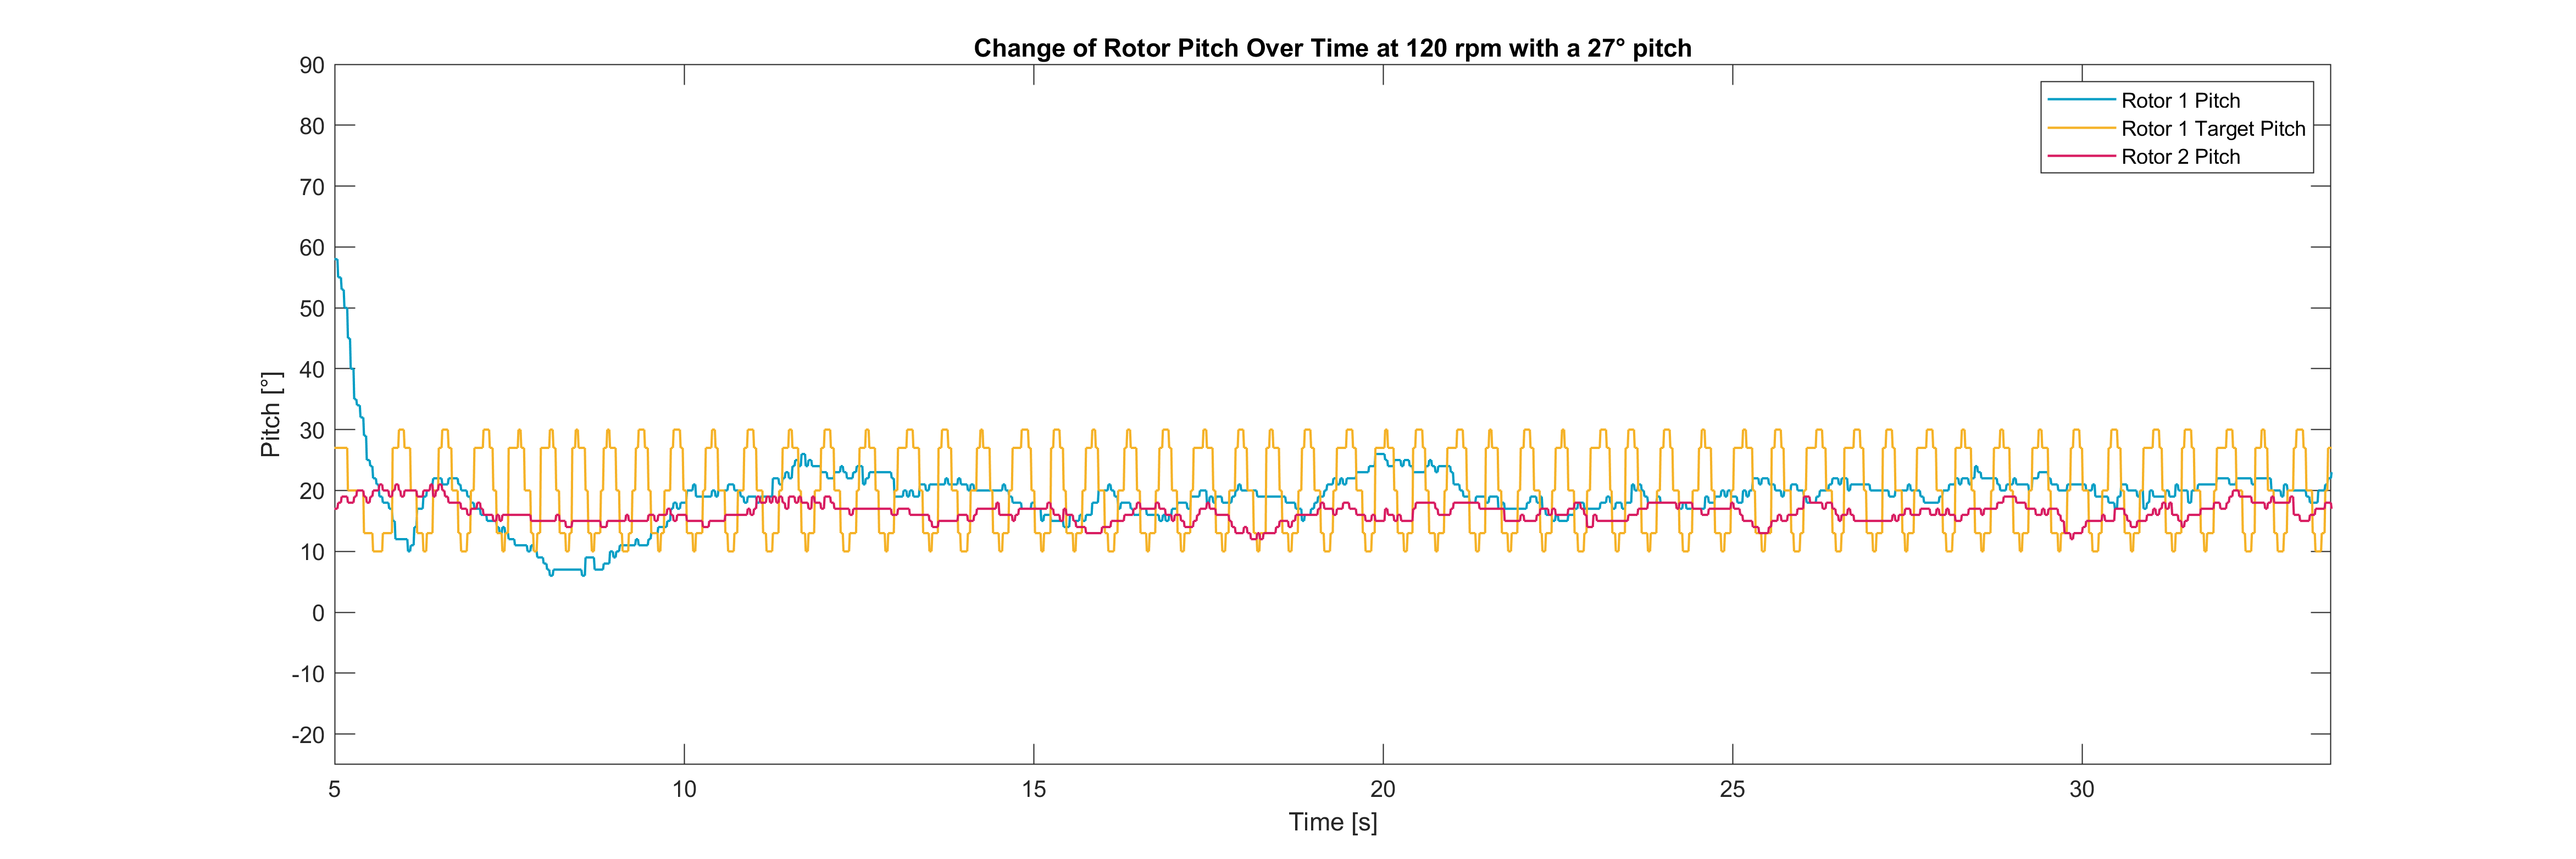 Change of Rotor Pitch Over Time at 120 rpm with a 27° pitch
90
80
70
60
50
40
30
20
10
0
-10
-20
Pitch [°]
Rotor 1 Pitch
Rotor 1 Target Pitch
Rotor 2 Pitch
5 10 15 20 25 30
Time [s]